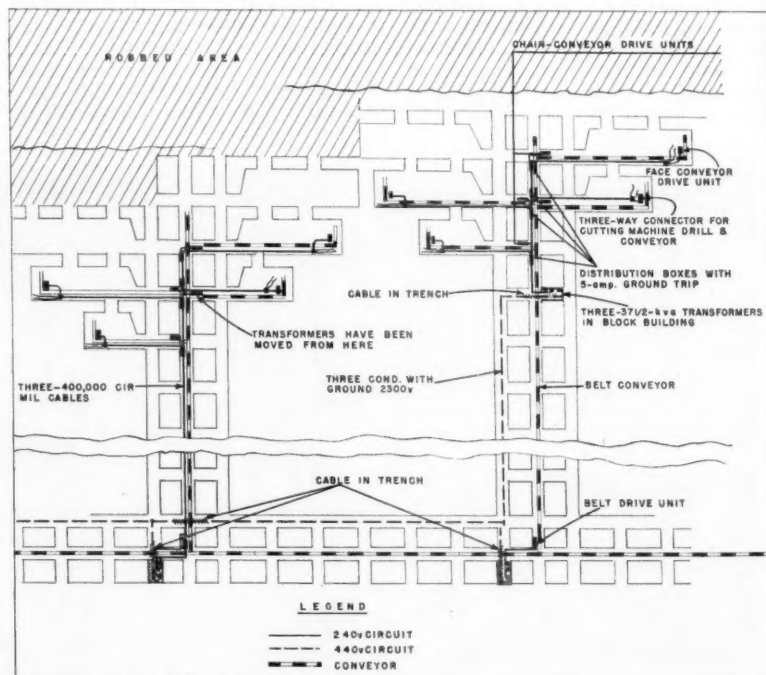 CHAIR-CONVEYOR DRIVE UNITS
ROBBED AREA
FACE CONVEYOR
DRIVE UNIT
THREE-WAY CONNECTOR FOR
CUTTING MACHINE DRILL &
CONVEYOR
DISTRIBUTION BOXES WITH
5-amp. GROUND TRIP
CABLE IN TRENCH
THREE-37 1/2-kva TRANSFORMERS
IN BLOCK BUILDING
TRANSFORMERS HAVE BEEN
MOVED FROM HERE
THREE-400,000 CIR
MIL CABLES
THREE COND. WITH
GROUND 2300v
BELT CONVEYOR
CABLE IN TRENCH
BELT DRIVE UNIT
LEGEND
240v CIRCUIT
440v CIRCUIT
CONVEYOR